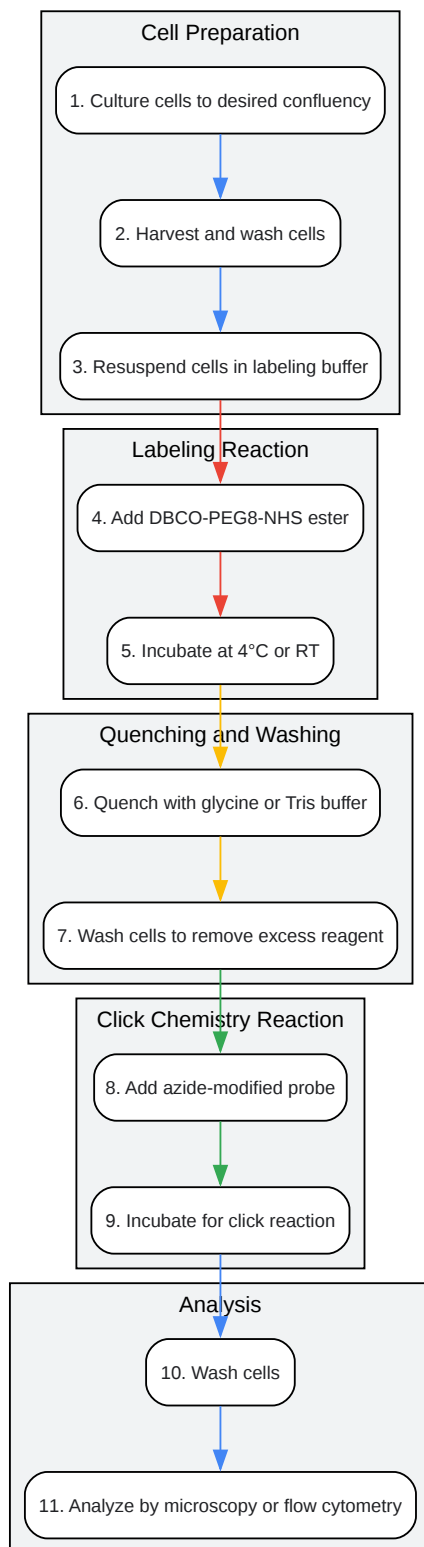 Cell Preparation
1. Culture cells to desired confluency
2. Harvest and wash cells
3. Resuspend cells in labeling buffer
Labeling Reaction
4. Add DBCO-PEG8-NHS ester
5. Incubate at 4°C or RT
Quenching and Washing
6. Quench with glycine or Tris buffer
7. Wash cells to remove excess reagent
Click Chemistry Reaction
8. Add azide-modified probe
9. Incubate for click reaction
Analysis
10. Wash cells
11. Analyze by microscopy or flow cytometry